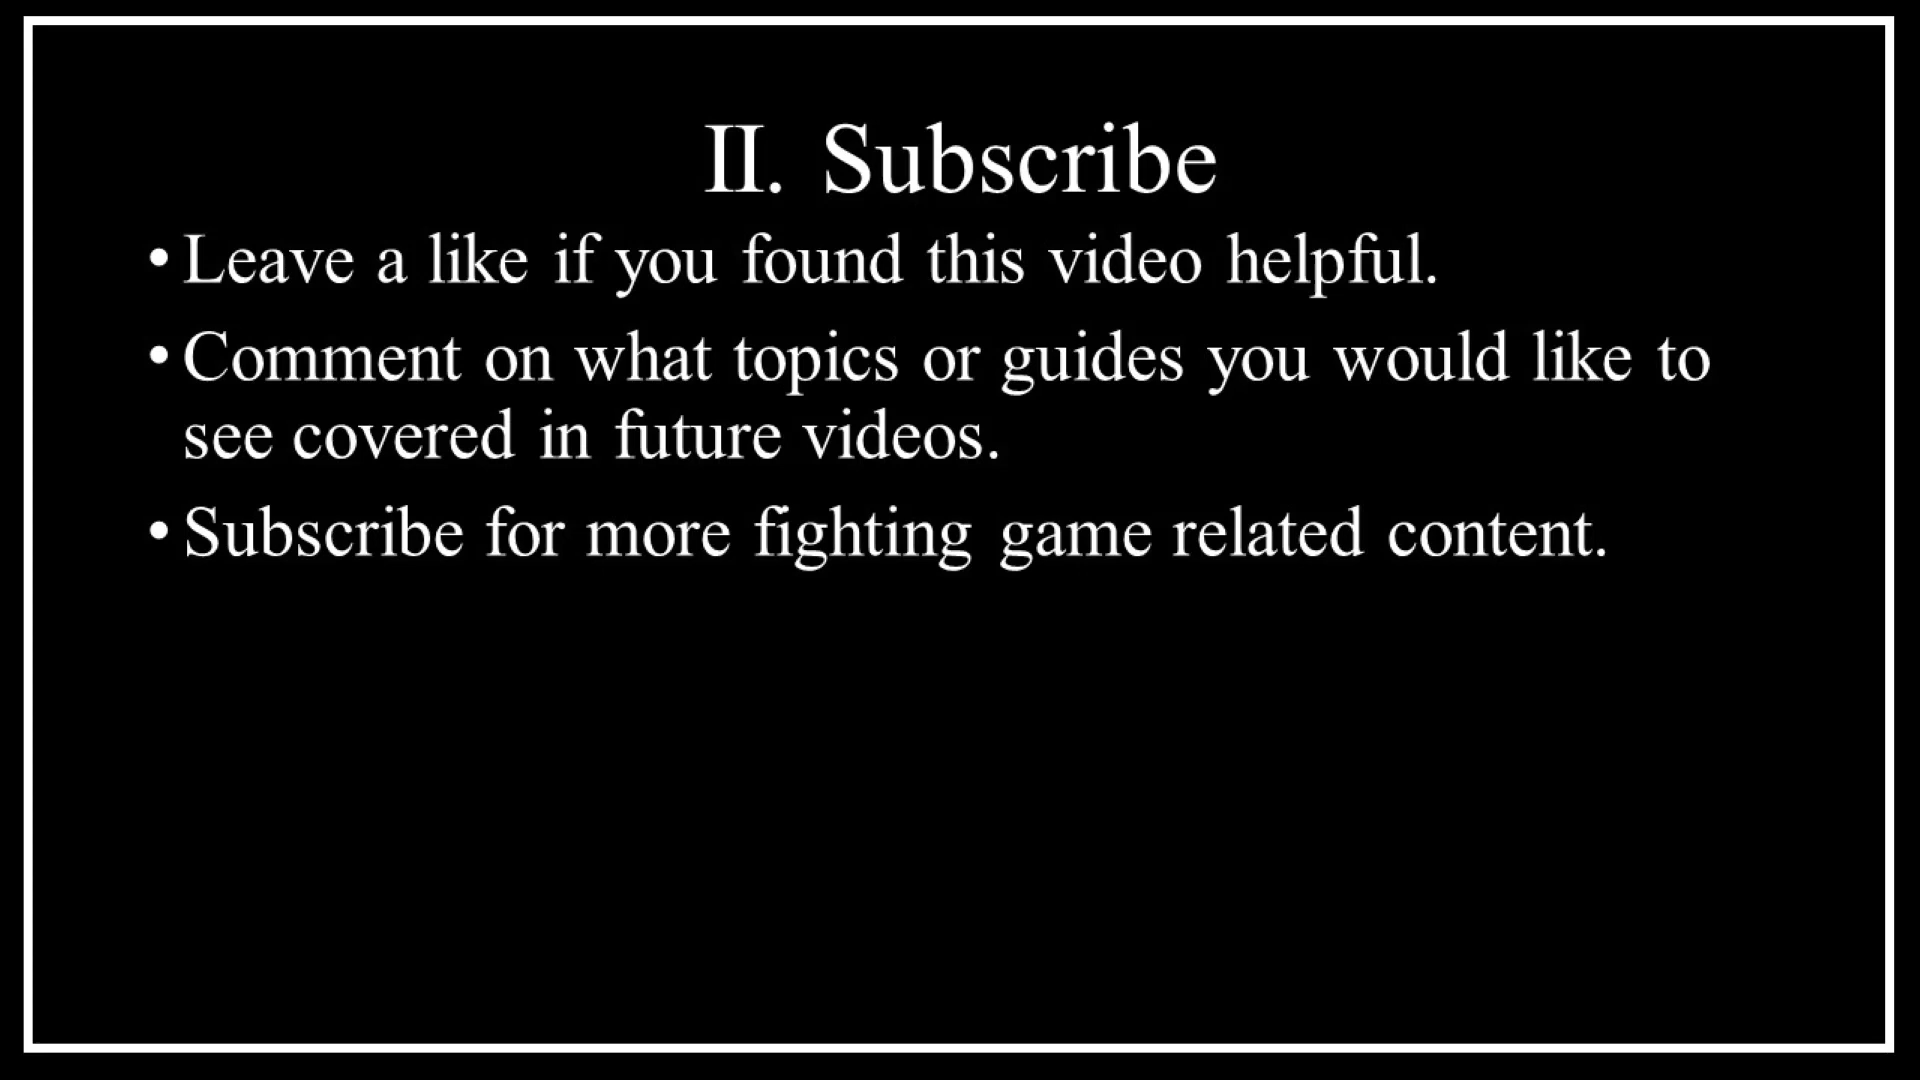 II. Subscribe
• Leave a like if you found this video helpful.
• Comment on what topics or guides you would like to
see covered in future videos.
• Subscribe for more fighting game related content.